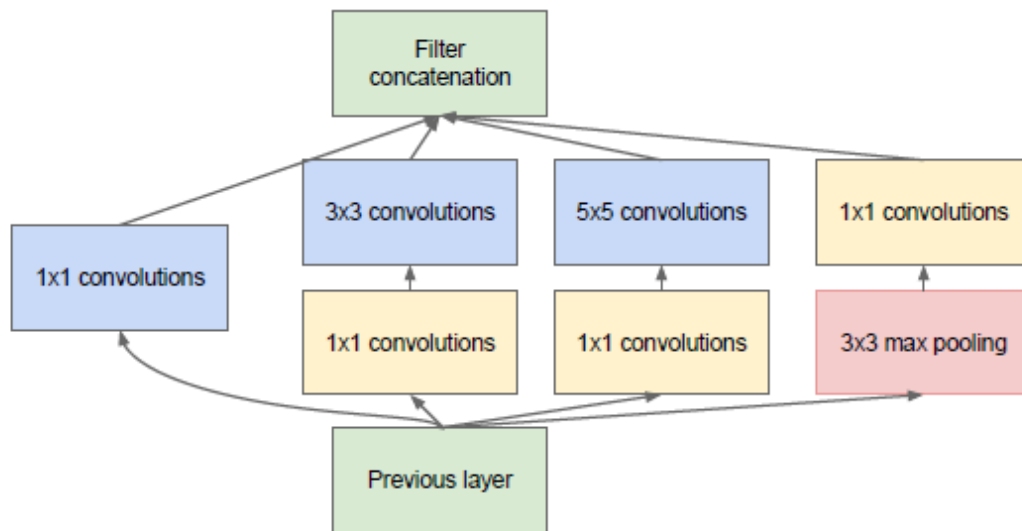 Filter
concatenation
3x3 convolutions
5x5 convolutions
1x1 convolutions
1x1 convolutions
1x1 convolutions
1x1 convolutions
3x3 max pooling
Previous layer